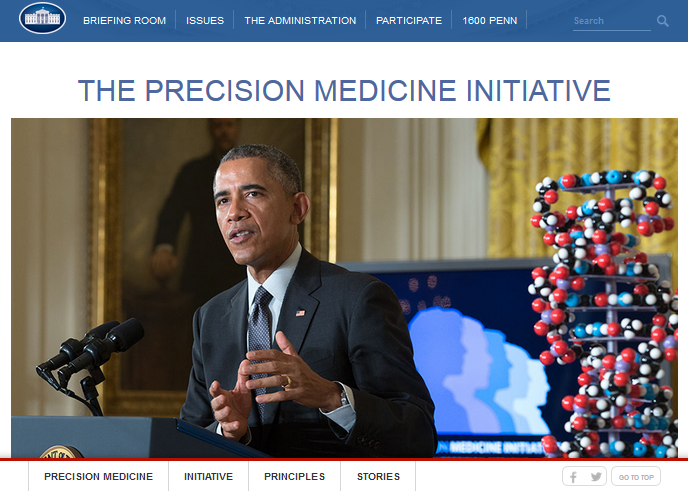 BRIEFING ROOM ISSUES THE ADMINISTRATION PARTICIPATE 1600 PENN Search
THE PRECISION MEDICINE INITIATIVE
MEDICINE INITIAT
PRECISION MEDICINE INITIATIVE PRINCIPLES STORIES GO TO TOP